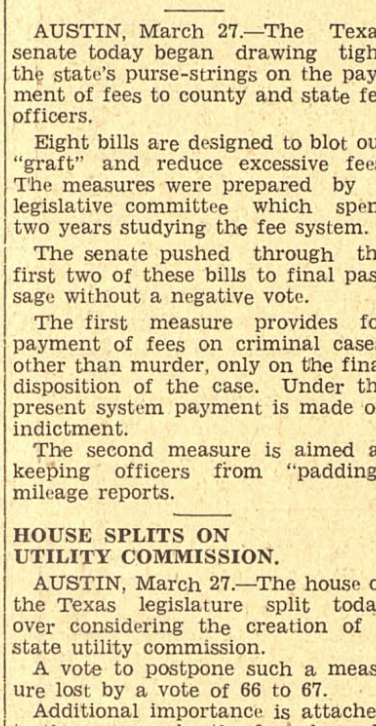 AUSTIN, March 27.—The Texa
senate today began drawing tigh
the state's purse-strings on the pay
ment of fees to county and state fe
officers.
Eight bills are designed to blot ou
"graft" and reduce excessive fee
The measures were prepared by
legislative committee which spen
two years studying the fee system.
The senate pushed through th
first two of these bills to final pas
sage without a negative vote.
The first measure provides fo
payment of fees on criminal case
other than murder, only on the fina
disposition of the case. Under th
present system payment is made o
indictment.
The second measure is aimed a
keeping officers from "padding
mileage reports.
HOUSE SPLITS ON
UTILITY COMMISSION.
AUSTIN, March 27.—The house o
the Texas legislature split toda
over considering the creation of
state utility commission.
A vote to postpone such a meas
ure lost by a vote of 66 to 67.
Additional importance is attache